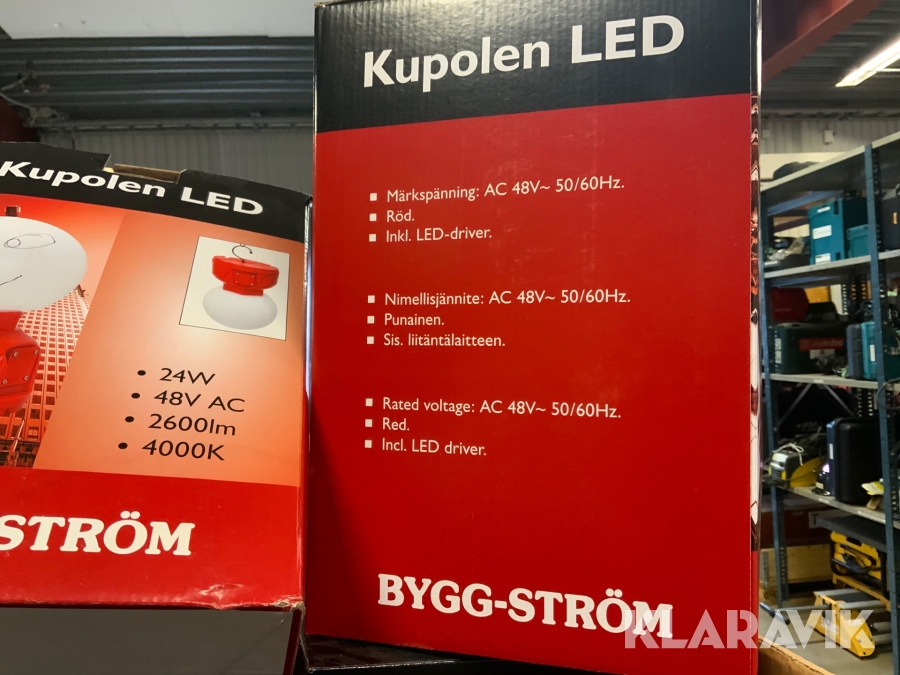 Kupolen LED
24W
48V AC
2600lm
4000K
-STRÖM
Kupolen LED
Märkspänning: AC 48V~ 50/60Hz.
Röd.
Inkl. LED-driver.
Nimellisjännite: AC 48V~ 50/60Hz.
Punainen.
Sis. liitäntälaitteen.
Rated voltage: AC 48V~ 50/60Hz.
Red.
Incl. LED driver.
BYGG-STRÖM
KLARAVIK